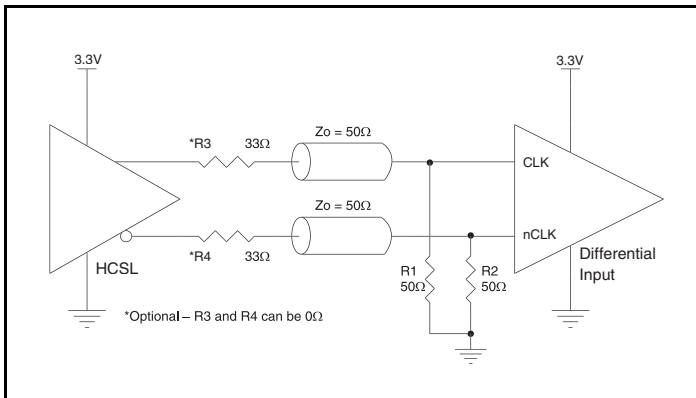 3.3V
3.3V
*R3 33Ω
Zo = 50Ω
CLK
Zo = 50Ω
nCLK
*R4 33Ω
HCSL
R1
50Ω
R2
50Ω
Differential
Input
*Optional – R3 and R4 can be 0Ω